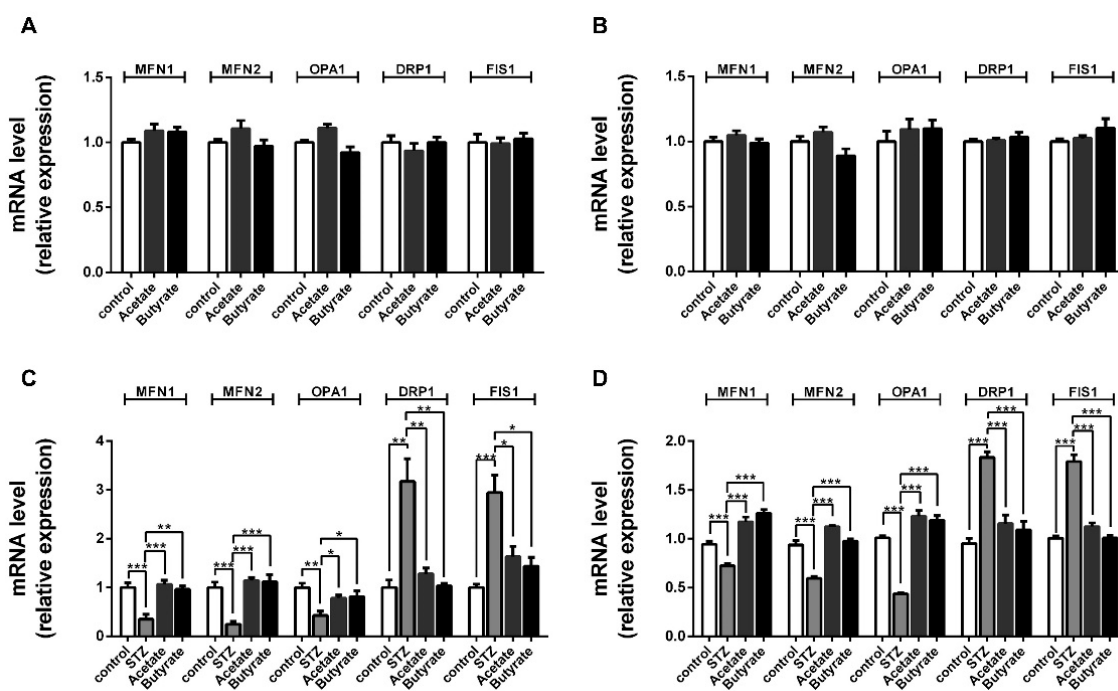 A
MFN1 MFN2 OPA1 DRP1 FIS1
mRNA level
(relative expression)
1.5
1.0
0.5
0.0
control Acetate Butyrate control Acetate Butyrate control Acetate Butyrate control Acetate Butyrate control Acetate Butyrate
B
MFN1 MFN2 OPA1 DRP1 FIS1
mRNA level
(relative expression)
1.5
1.0
0.5
0.0
control Acetate Butyrate control Acetate Butyrate control Acetate Butyrate control Acetate Butyrate control Acetate Butyrate
C
MFN1 MFN2 OPA1 DRP1 FIS1
mRNA level
(relative expression)
4
3
2
1
0
*** *** ** *** *** *** ** * * ** ** ** *** * *
control STZ Acetate Butyrate control STZ Acetate Butyrate control STZ Acetate Butyrate control STZ Acetate Butyrate control STZ Acetate Butyrate
D
MFN1 MFN2 OPA1 DRP1 FIS1
mRNA level
(relative expression)
2.0
1.5
1.0
0.5
0.0
*** *** *** *** *** *** *** *** *** *** *** *** *** *** ***
control STZ Acetate Butyrate control STZ Acetate Butyrate control STZ Acetate Butyrate control STZ Acetate Butyrate control STZ Acetate Butyrate